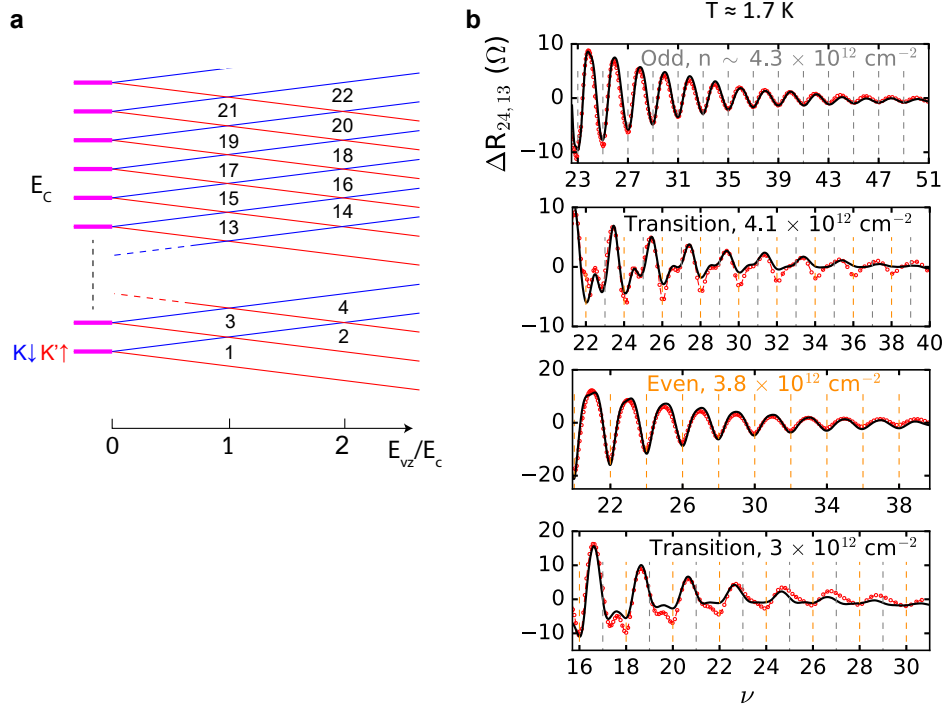 a
22
21
20
19
18
17
16
15
14
13
4
3
2
1
E_c
K↓ K'↑
0 1 2 E_vz/E_c
b
T ≈ 1.7 K
ΔR_24,13 (Ω)
Odd, n ~ 4.3 × 10^12 cm^−2
10
0
−10
23 27 31 35 39 43 47 51
Transition, 4.1 × 10^12 cm^−2
10
0
−10
22 24 26 28 30 32 34 36 38 40
Even, 3.8 × 10^12 cm^−2
20
0
−20
22 26 30 34 38
Transition, 3 × 10^12 cm^−2
20
10
0
−10
16 18 20 22 24 26 28 30
ν